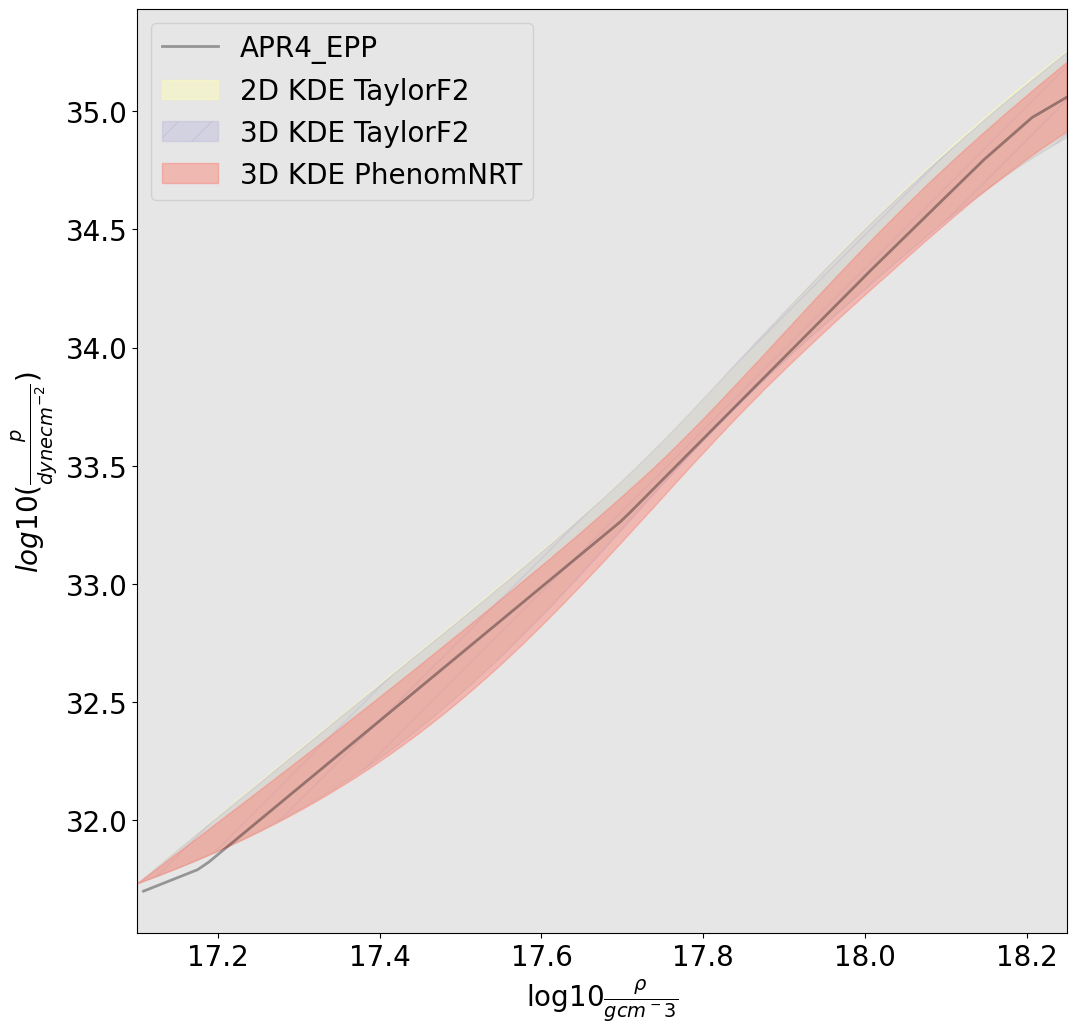 APR4_EPP
2D KDE TaylorF2
3D KDE TaylorF2
3D KDE PhenomNRT
35.0
34.5
34.0
33.5
33.0
32.5
32.0
log10(p/dynecm⁻²)
17.2 17.4 17.6 17.8 18.0 18.2
log10 ρ/gcm⁻3